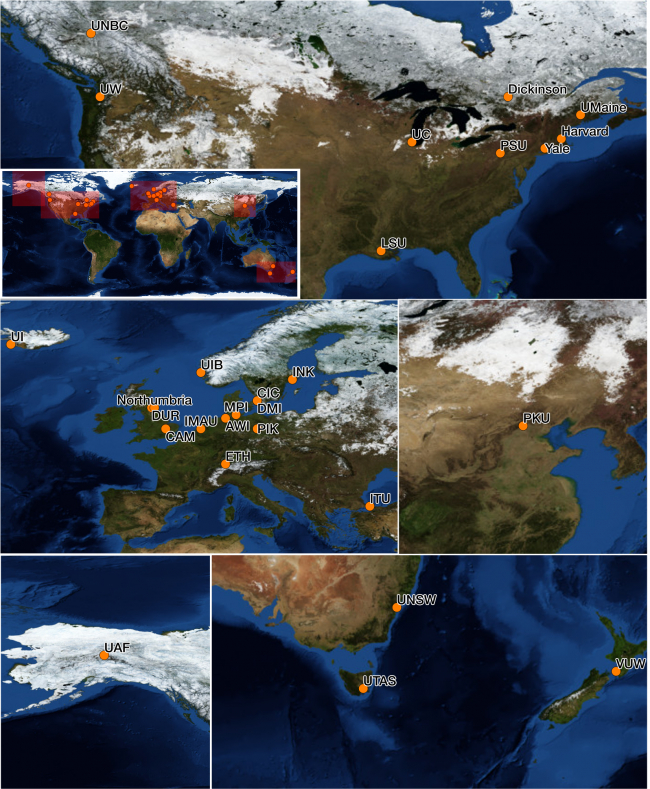 UNBC
UW
Dickinson
UMaine
Harvard
UC
PSU
Yale
LSU
UI
UIB
INK
CIC
Northumbria
MPI
DMI
DUR
IMAU
CAM
AWI
PIK
ETH
ITU
PKU
UAF
UNSW
UTAS
VUW